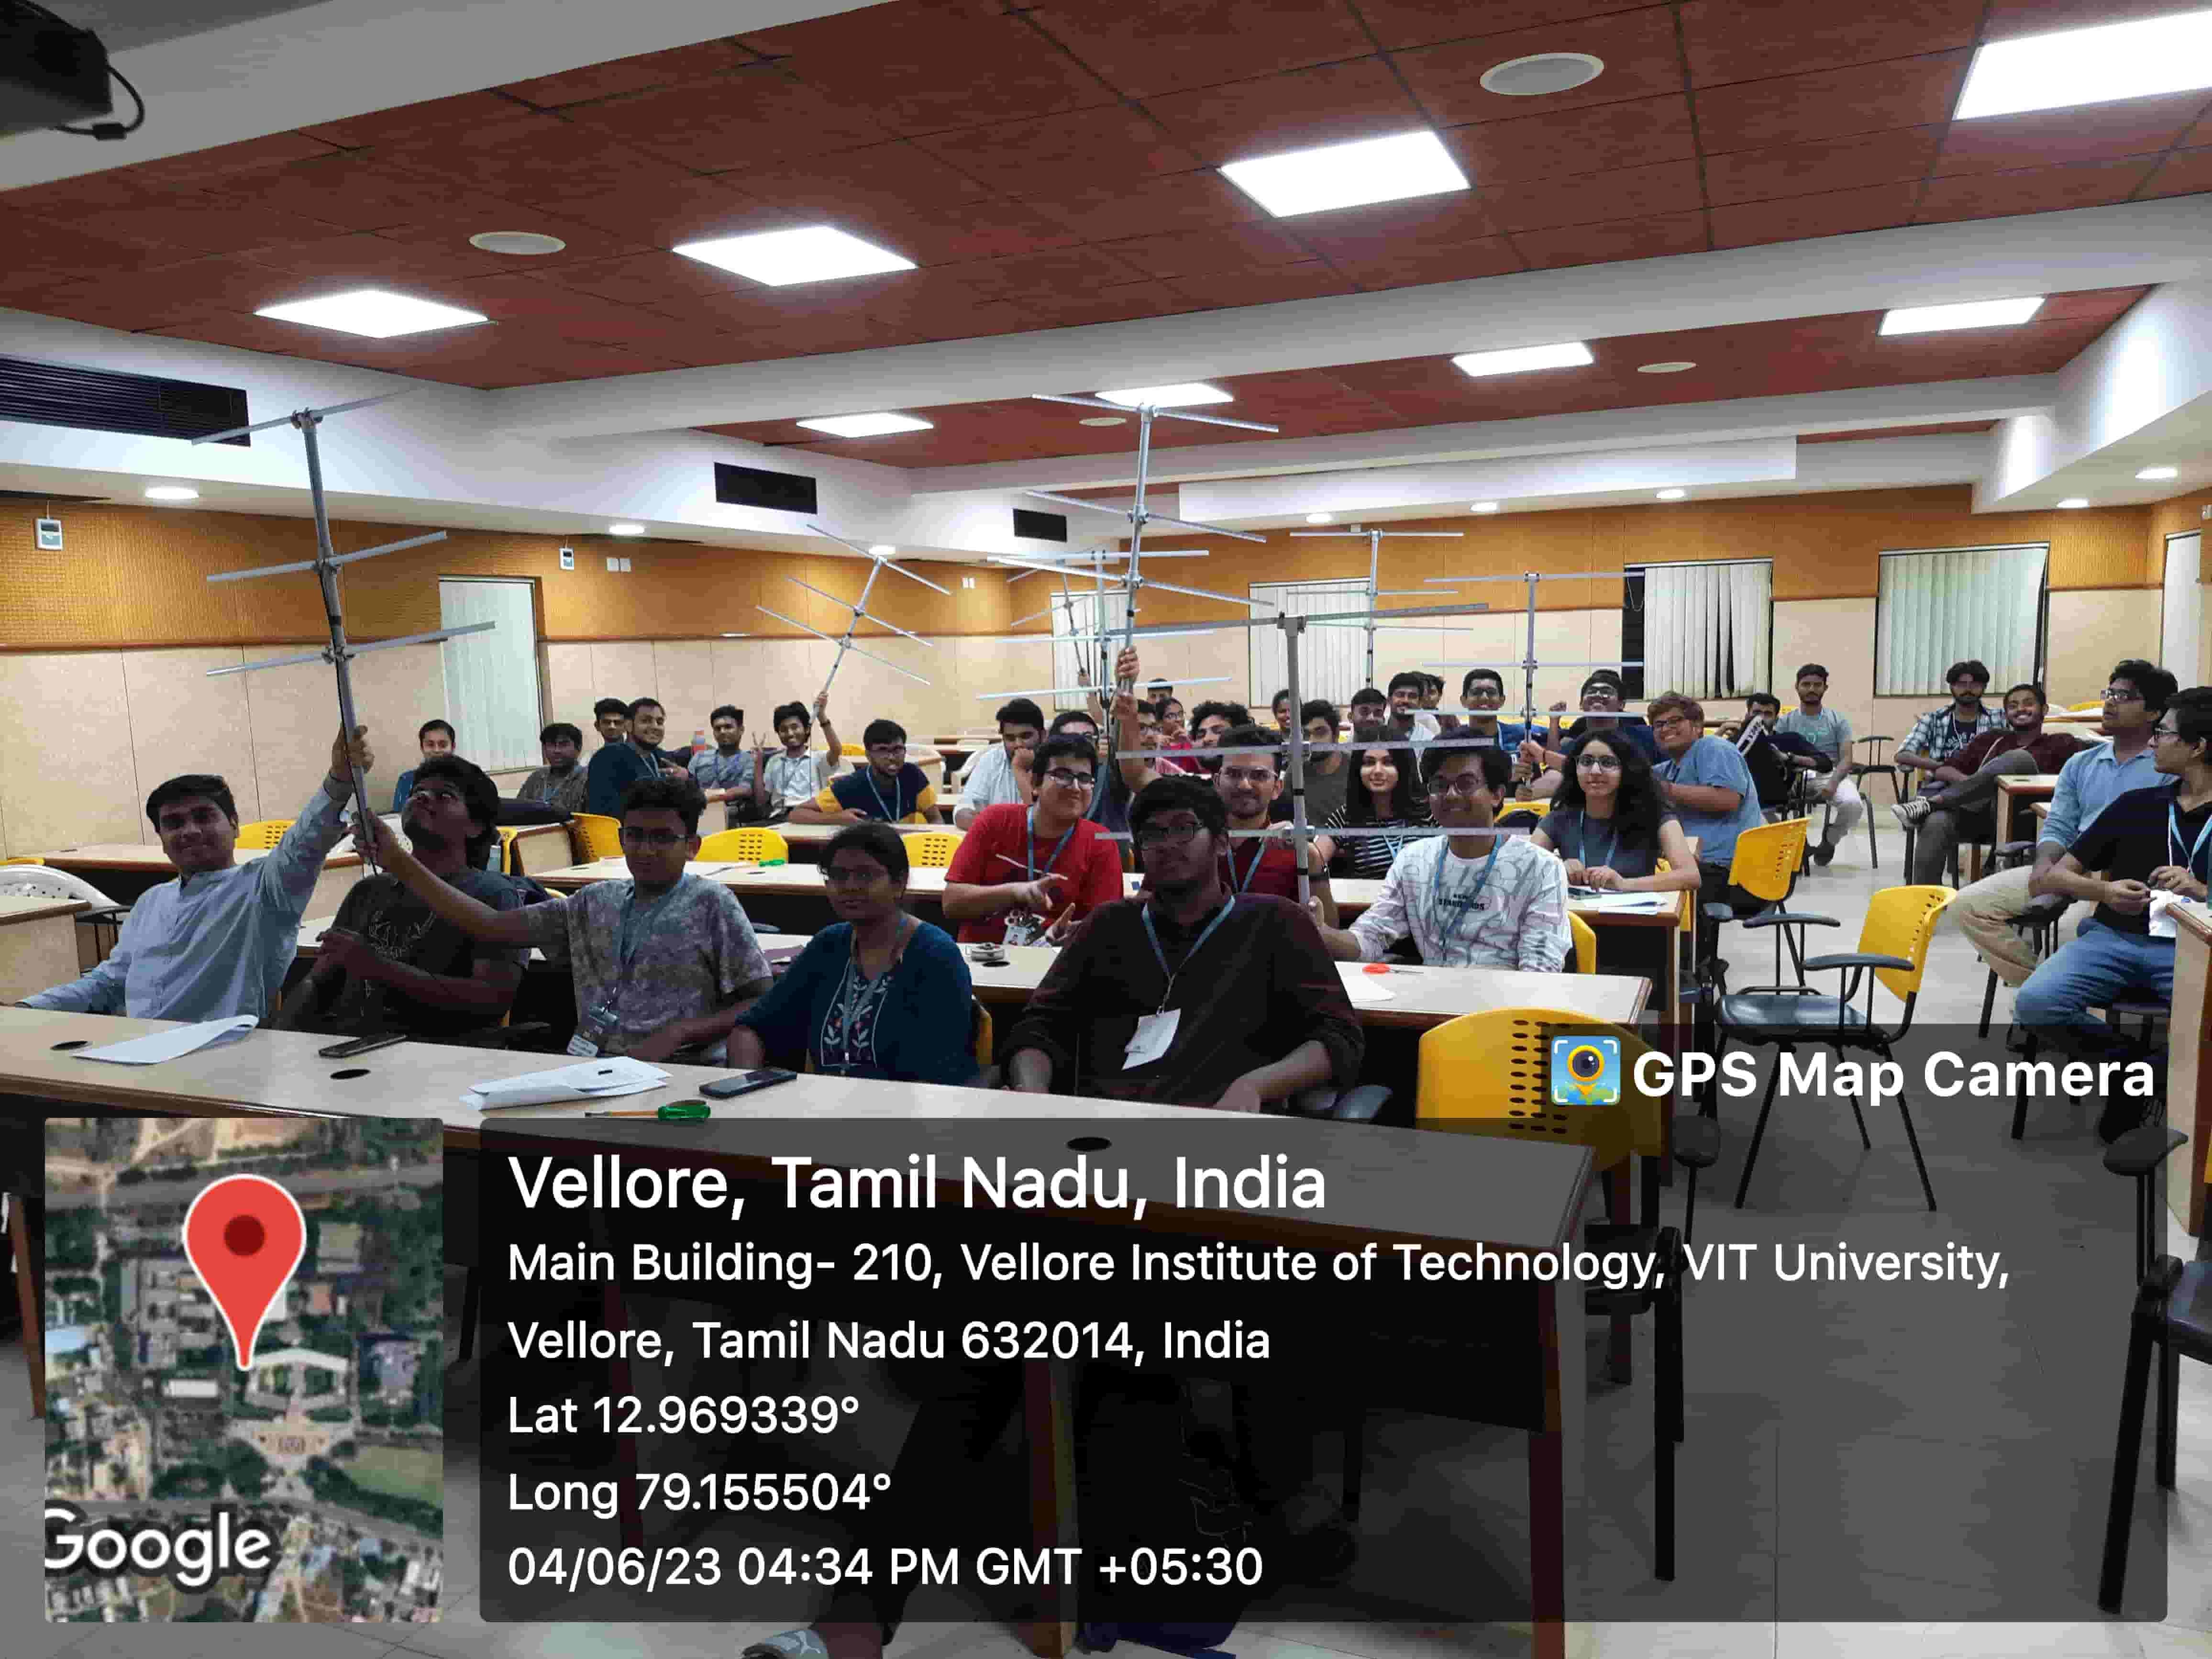 GPS Map Camera
Vellore, Tamil Nadu, India
Main Building- 210, Vellore Institute of Technology, VIT University,
Vellore, Tamil Nadu 632014, India
Lat 12.969339°
Long 79.155504°
04/06/23 04:34 PM GMT +05:30
Google